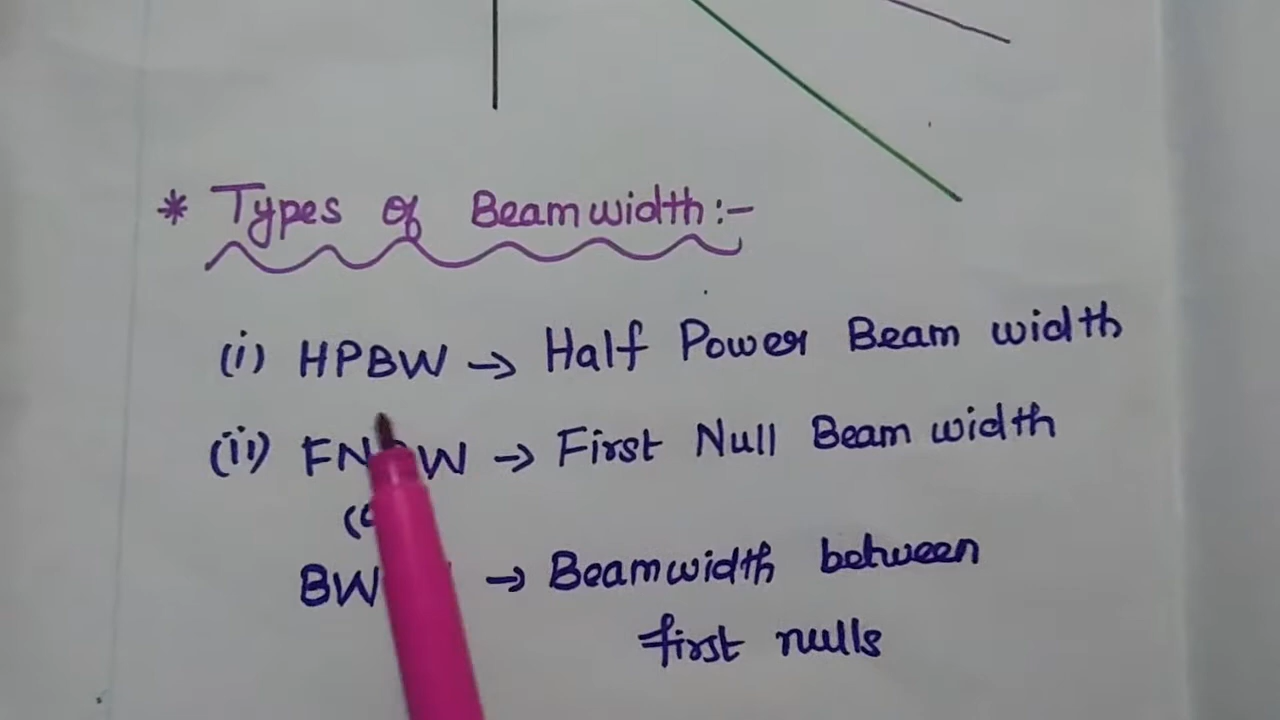 * Types of Beamwidth:-
(i) HPBW → Half Power Beam width
(ii) → First Null Beam width
→ Beamwidth between
first nulls